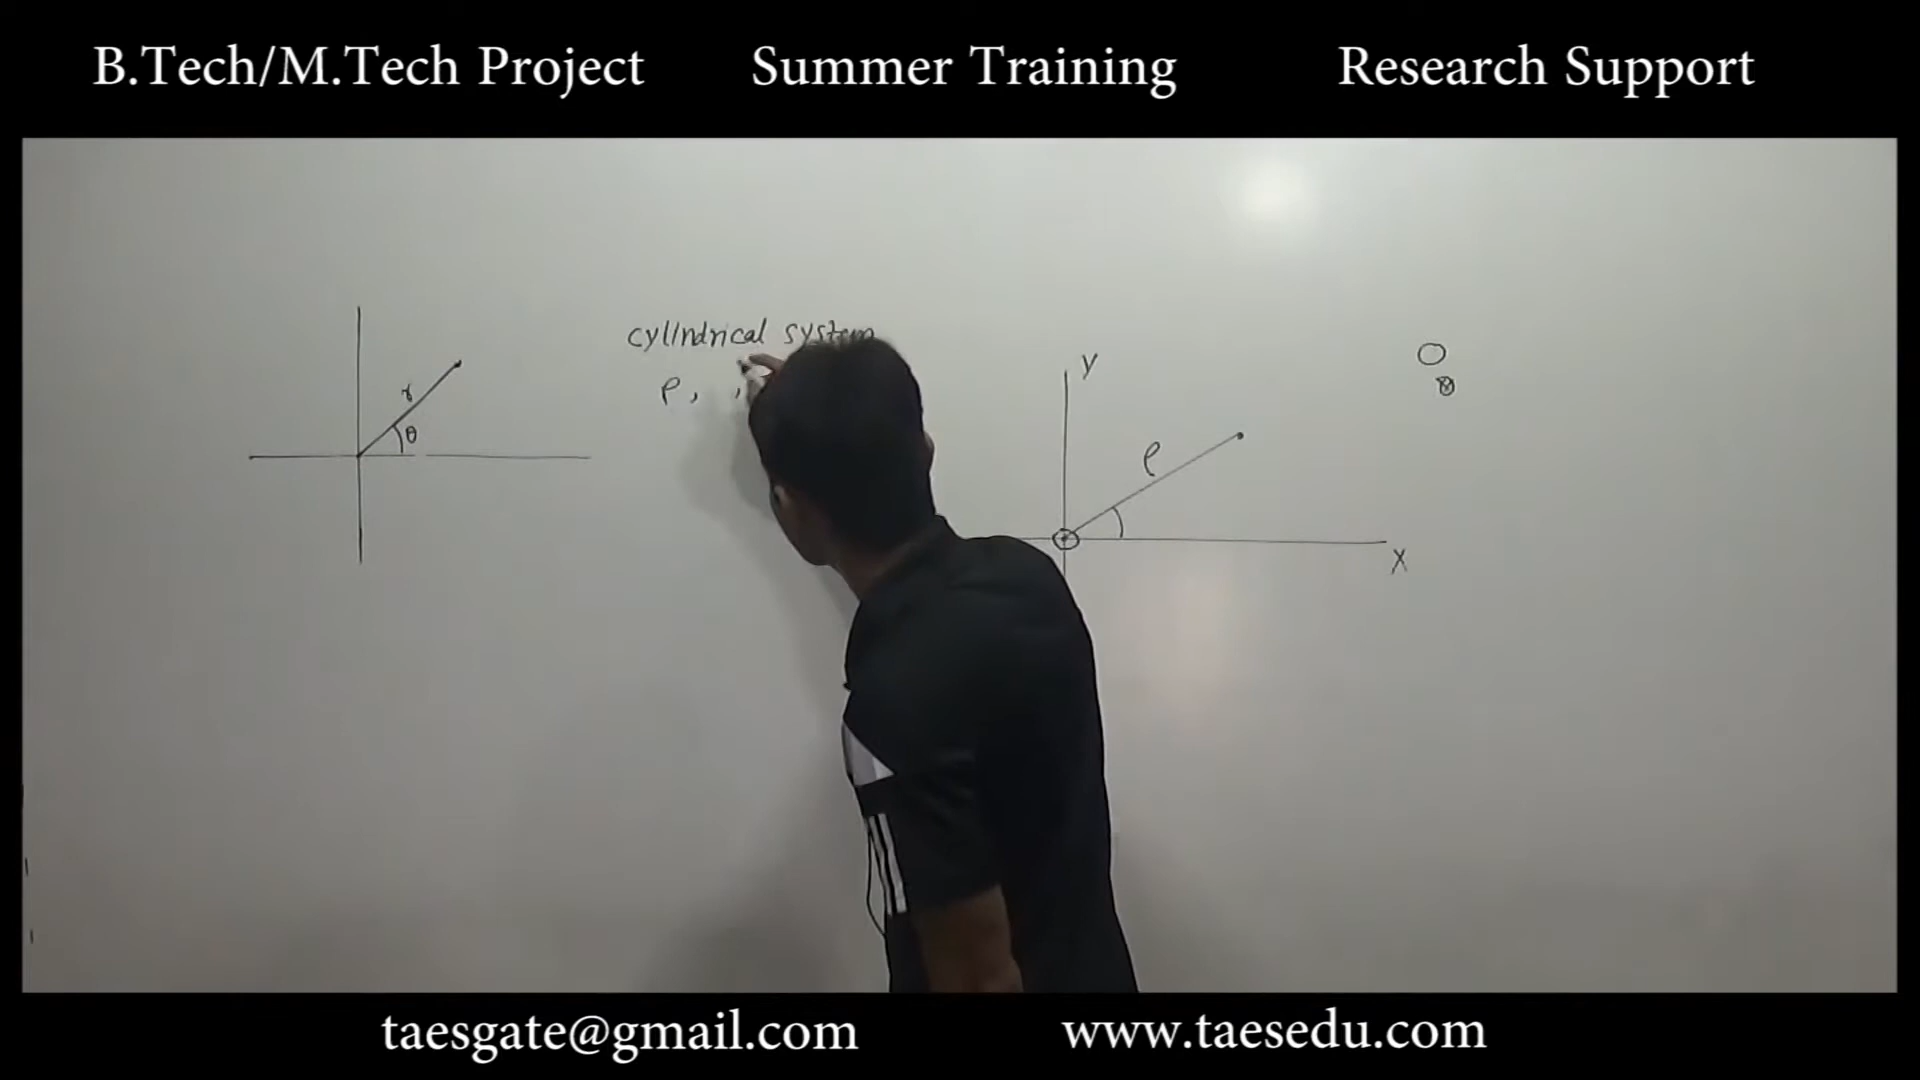 B.Tech/M.Tech Project Summer Training Research Support
cylindrical system
ρ, ,
r
θ
Y
ρ
X
taesgate@gmail.com www.taesedu.com